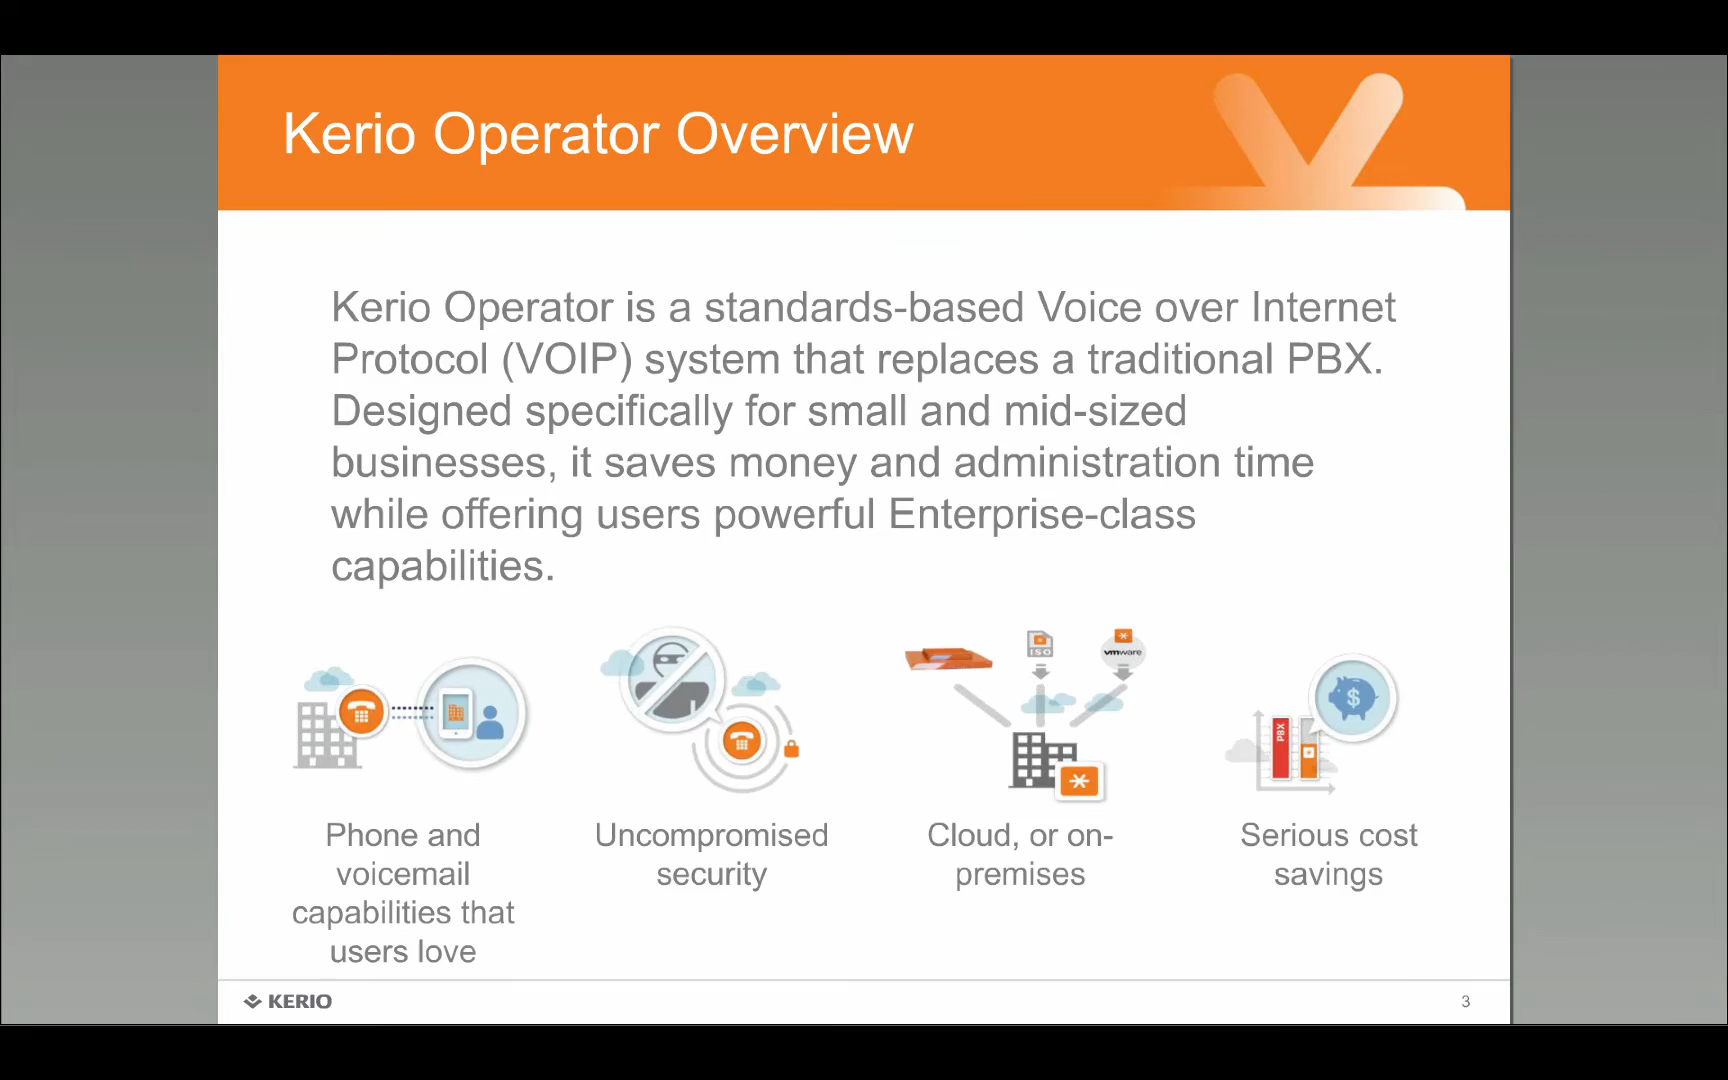 Kerio Operator Overview
Kerio Operator is a standards-based Voice over Internet
Protocol (VOIP) system that replaces a traditional PBX.
Designed specifically for small and mid-sized
businesses, it saves money and administration time
while offering users powerful Enterprise-class
capabilities.
ISO
vmware
$
PBX
Phone and
voicemail
capabilities that
users love
Uncompromised
security
Cloud, or on-
premises
Serious cost
savings
KERIO
3